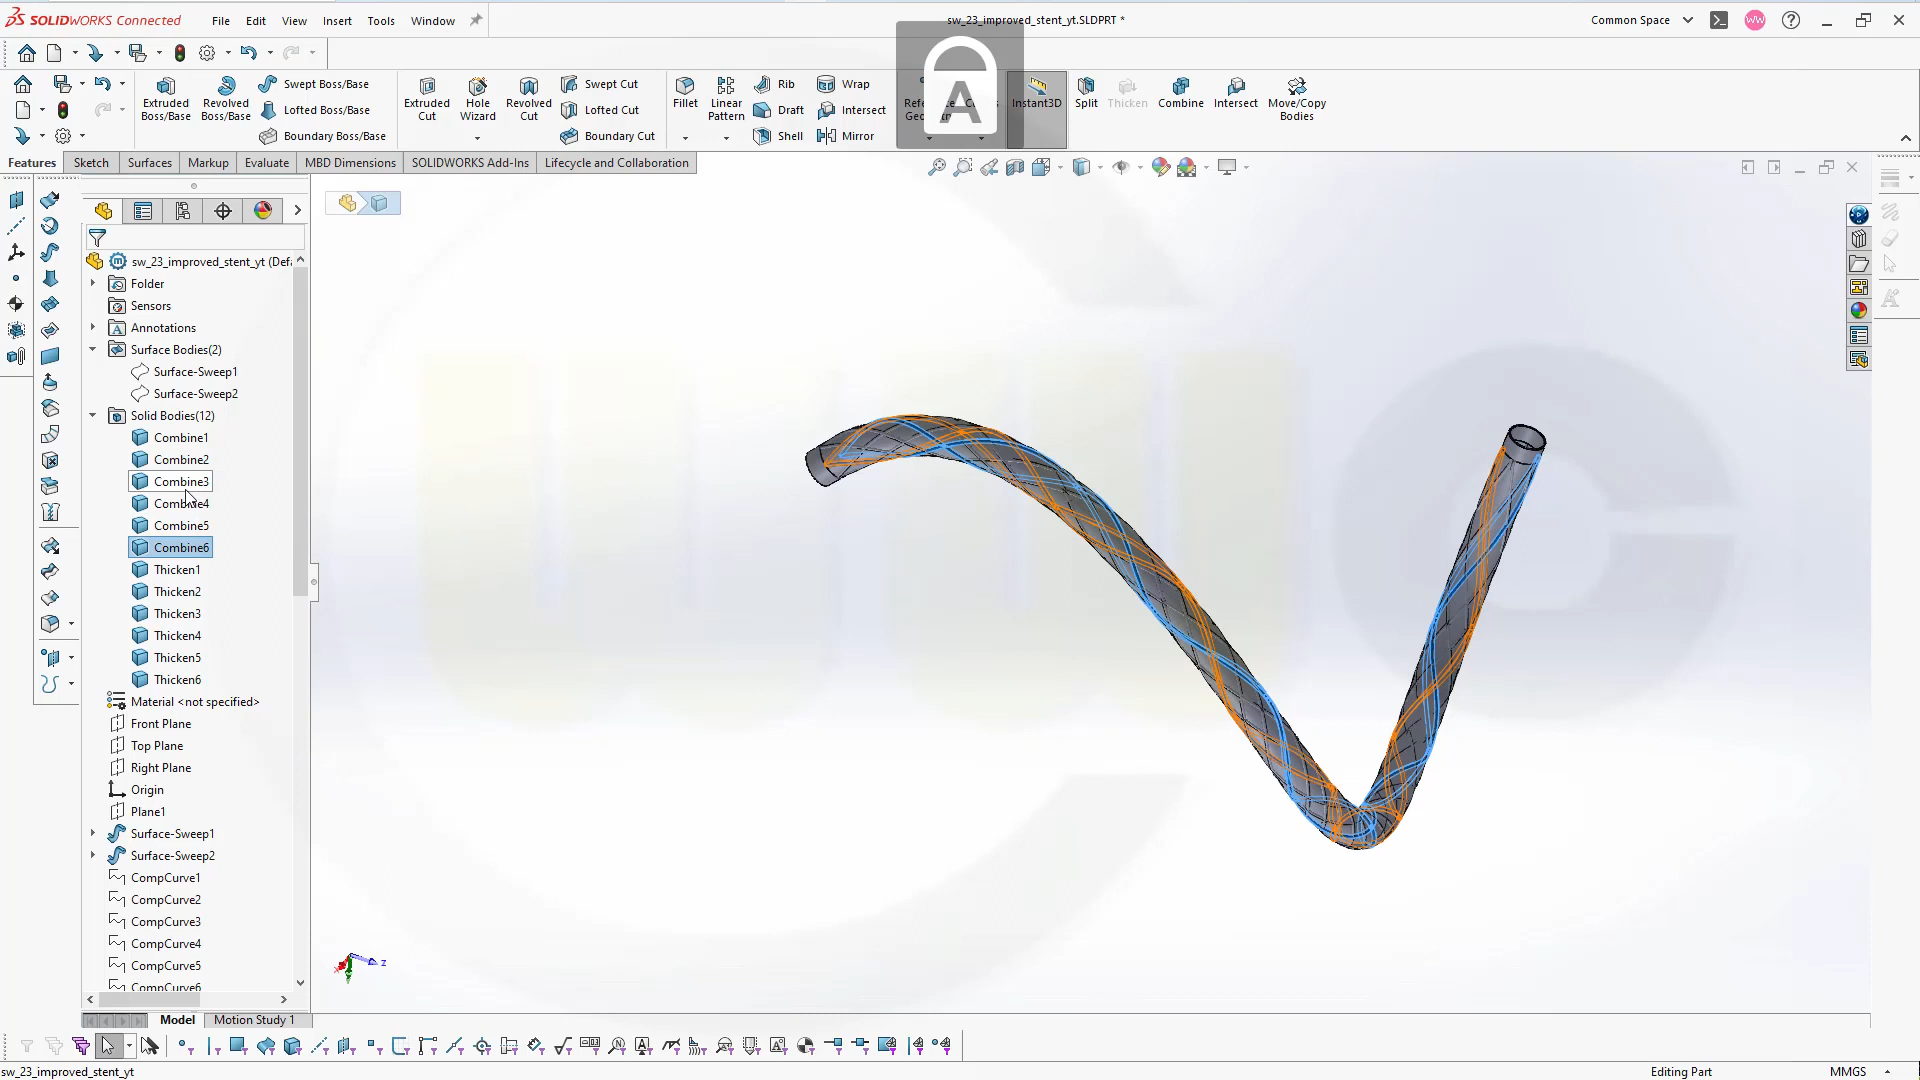 SOLIDWORKS Connected
File Edit View Insert Tools Window
sw_23_improved_stent_yt.SLDPRT *
Common Space
WW
Extruded Boss/Base
Revolved Boss/Base
Swept Boss/Base
Lofted Boss/Base
Boundary Boss/Base
Extruded Cut
Hole Wizard
Revolved Cut
Swept Cut
Lofted Cut
Boundary Cut
Fillet
Linear Pattern
Rib
Draft
Shell
Wrap
Intersect
Mirror
A
Instant3D
Split
Thicken
Combine
Intersect
Move/Copy Bodies
Features Sketch Surfaces Markup Evaluate MBD Dimensions SOLIDWORKS Add-Ins Lifecycle and Collaboration
sw_23_improved_stent_yt (Defa
Folder
Sensors
Annotations
Surface Bodies(2)
Surface-Sweep1
Surface-Sweep2
Solid Bodies(12)
Combine1
Combine2
Combine3
Combine4
Combine5
Combine6
Thicken1
Thicken2
Thicken3
Thicken4
Thicken5
Thicken6
Material <not specified>
Front Plane
Top Plane
Right Plane
Origin
Plane1
Surface-Sweep1
Surface-Sweep2
CompCurve1
CompCurve2
CompCurve3
CompCurve4
CompCurve5
CompCurve6
z
Model Motion Study 1
sw_23_improved_stent_yt
Editing Part
MMGS